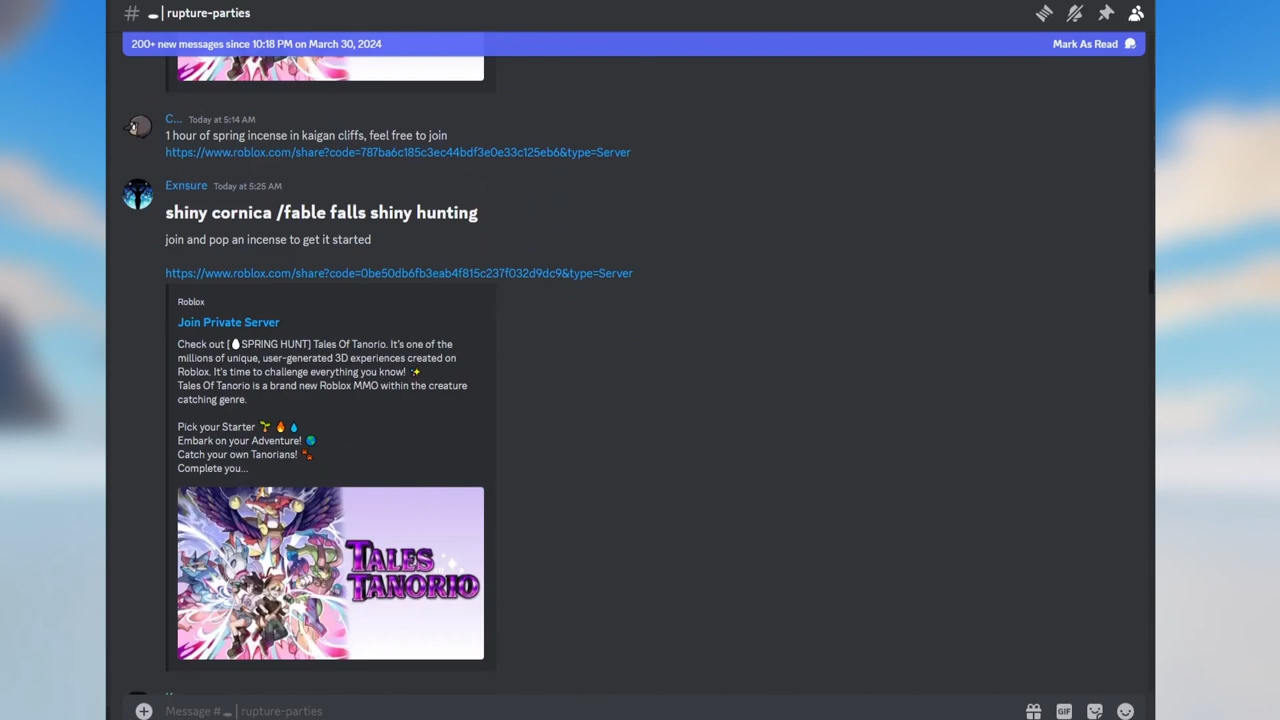 rupture-parties
200+ new messages since 10:18 PM on March 30, 2024 Mark As Read
C... Today at 5:14 AM
1 hour of spring incense in kaigan cliffs, feel free to join
https://www.roblox.com/share?code=787ba6c185c3ec44bdf3e0e33c125eb6&type=Server
Exnsure Today at 5:25 AM
shiny cornica /fable falls shiny hunting
join and pop an incense to get it started
https://www.roblox.com/share?code=0be50db6fb3eab4f815c237f032d9dc9&type=Server
Roblox
Join Private Server
Check out [🥚SPRING HUNT] Tales Of Tanorio. It's one of the
millions of unique, user-generated 3D experiences created on
Roblox. It's time to challenge everything you know! ✨
Tales Of Tanorio is a brand new Roblox MMO within the creature
catching genre.
Pick your Starter 🌱 🔥 💧
Embark on your Adventure! 🌎
Catch your own Tanorians! 🐾
Complete you...
TALES
TANORIO
Message # | rupture-parties
GIF